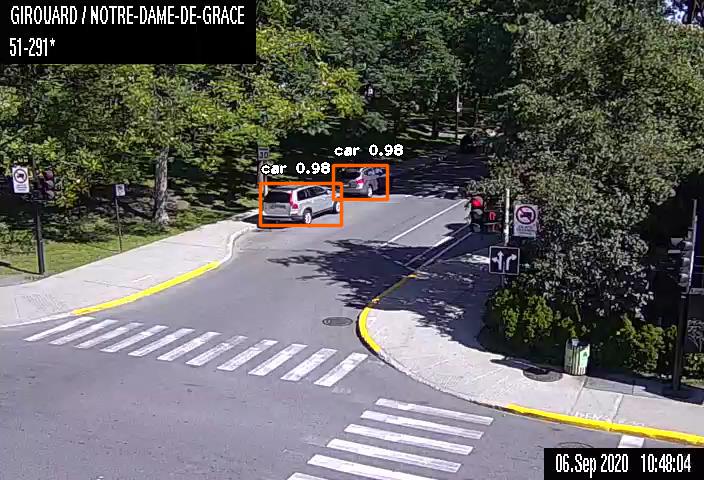 GIROUARD / NOTRE-DAME-DE-GRACE
51-291*
car 0.98
car 0.98
06.Sep 2020 10:48:04